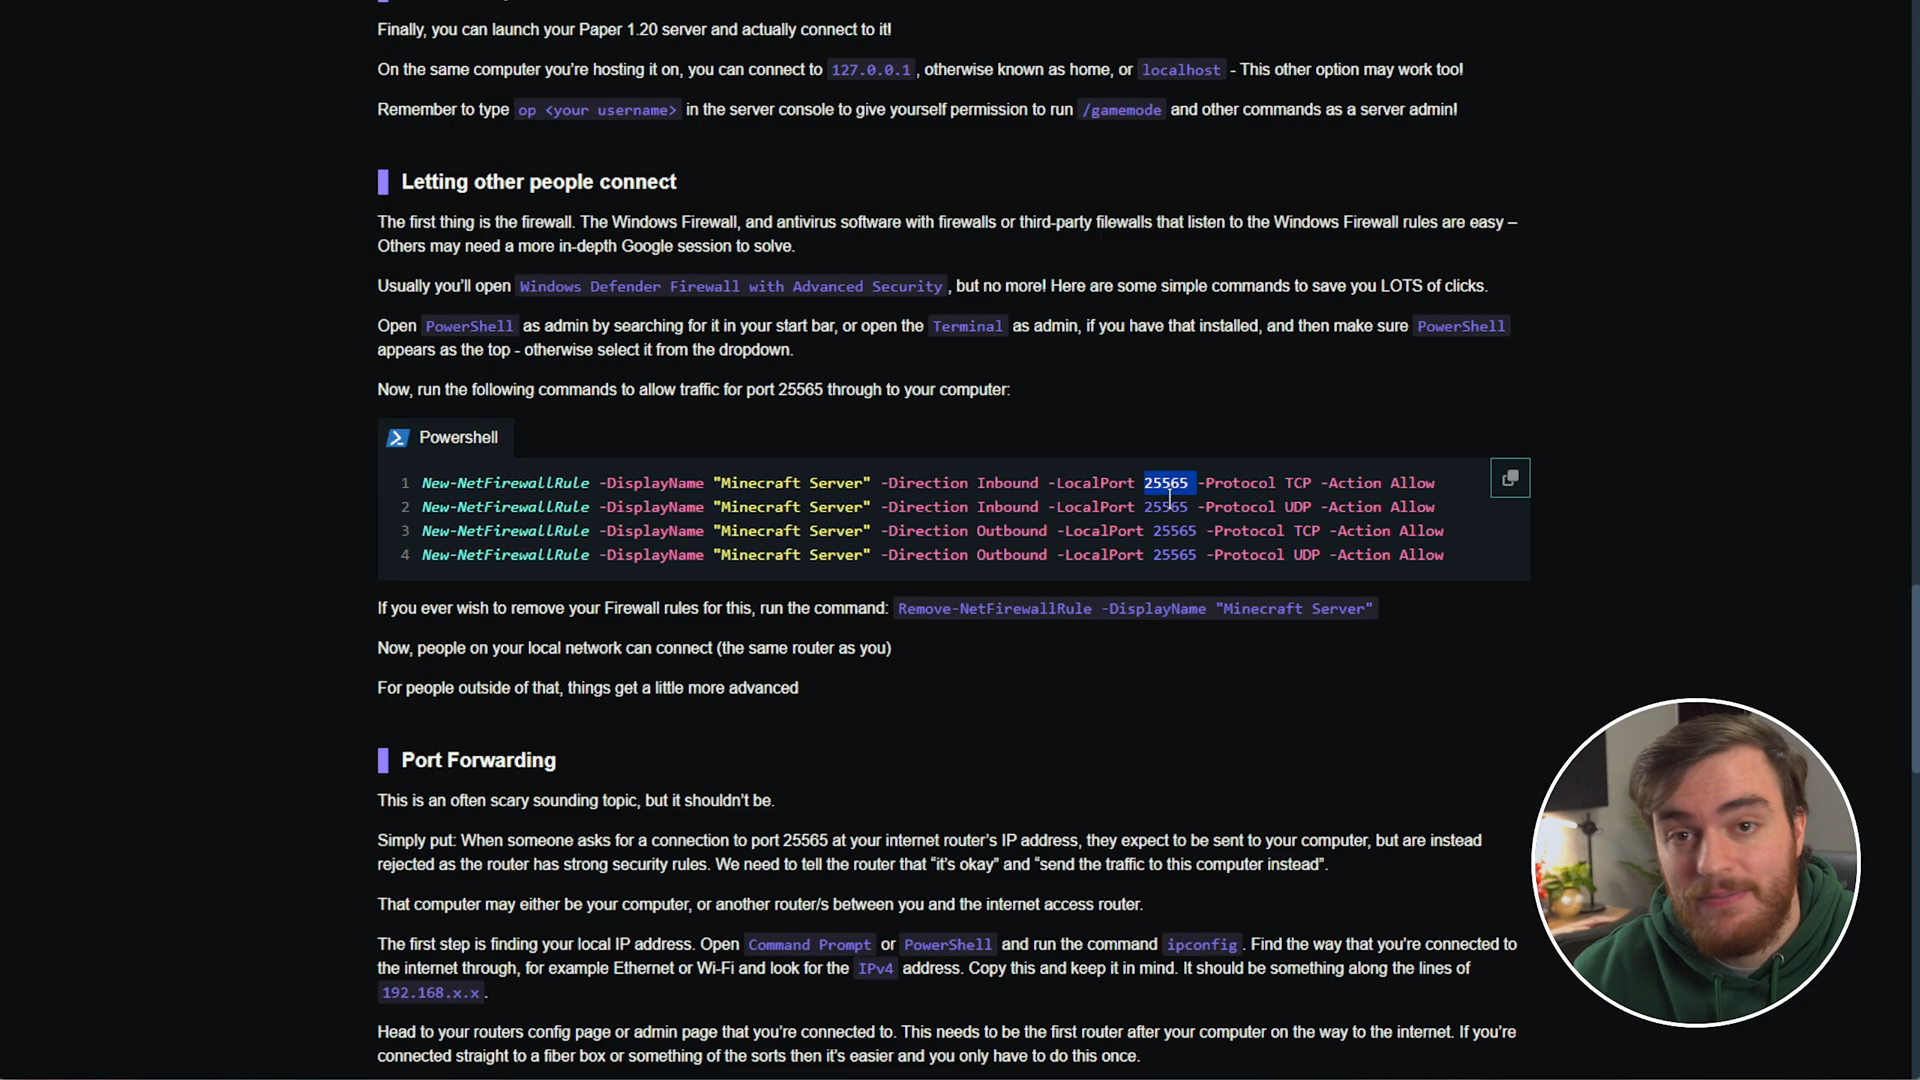 Finally, you can launch your Paper 1.20 server and actually connect to it!
On the same computer you're hosting it on, you can connect to 127.0.0.1, otherwise known as home, or localhost - This other option may work too!
Remember to type op <your username> in the server console to give yourself permission to run /gamemode and other commands as a server admin!
Letting other people connect
The first thing is the firewall. The Windows Firewall, and antivirus software with firewalls or third-party filewalls that listen to the Windows Firewall rules are easy –
Others may need a more in-depth Google session to solve.
Usually you'll open Windows Defender Firewall with Advanced Security, but no more! Here are some simple commands to save you LOTS of clicks.
Open PowerShell as admin by searching for it in your start bar, or open the Terminal as admin, if you have that installed, and then make sure PowerShell
appears as the top - otherwise select it from the dropdown.
Now, run the following commands to allow traffic for port 25565 through to your computer:
Powershell
1 New-NetFirewallRule -DisplayName "Minecraft Server" -Direction Inbound -LocalPort 25565 -Protocol TCP -Action Allow
2 New-NetFirewallRule -DisplayName "Minecraft Server" -Direction Inbound -LocalPort 25565 -Protocol UDP -Action Allow
3 New-NetFirewallRule -DisplayName "Minecraft Server" -Direction Outbound -LocalPort 25565 -Protocol TCP -Action Allow
4 New-NetFirewallRule -DisplayName "Minecraft Server" -Direction Outbound -LocalPort 25565 -Protocol UDP -Action Allow
If you ever wish to remove your Firewall rules for this, run the command: Remove-NetFirewallRule -DisplayName "Minecraft Server"
Now, people on your local network can connect (the same router as you)
For people outside of that, things get a little more advanced
Port Forwarding
This is an often scary sounding topic, but it shouldn't be.
Simply put: When someone asks for a connection to port 25565 at your internet router's IP address, they expect to be sent to your computer, but are instead
rejected as the router has strong security rules. We need to tell the router that “it's okay” and “send the traffic to this computer instead”.
That computer may either be your computer, or another router/s between you and the internet access router.
The first step is finding your local IP address. Open Command Prompt or PowerShell and run the command ipconfig. Find the way that you're connected to
the internet through, for example Ethernet or Wi-Fi and look for the IPv4 address. Copy this and keep it in mind. It should be something along the lines of
192.168.x.x.
Head to your routers config page or admin page that you're connected to. This needs to be the first router after your computer on the way to the internet. If you're
connected straight to a fiber box or something of the sorts then it's easier and you only have to do this once.